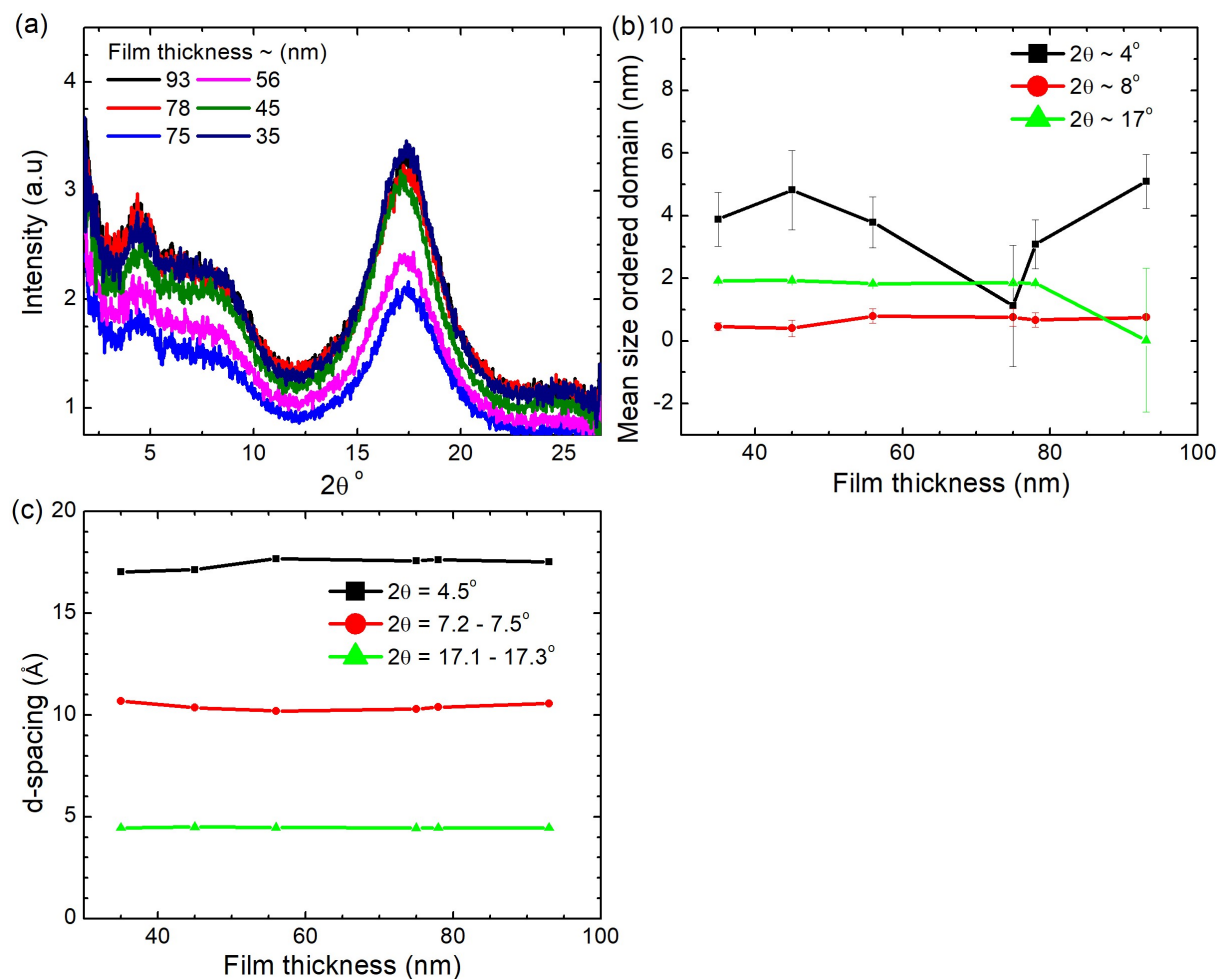 (a)
Film thickness ~ (nm)
93 56
78 45
75 35
Intensity (a.u)
4
3
2
1
5 10 15 20 25
2θ °
(b)
2θ ~ 4°
2θ ~ 8°
2θ ~ 17°
Mean size ordered domain (nm)
10
8
6
4
2
0
-2
40 60 80 100
Film thickness (nm)
(c)
2θ = 4.5°
2θ = 7.2 - 7.5°
2θ = 17.1 - 17.3°
d-spacing (Å)
20
15
10
5
0
40 60 80 100
Film thickness (nm)